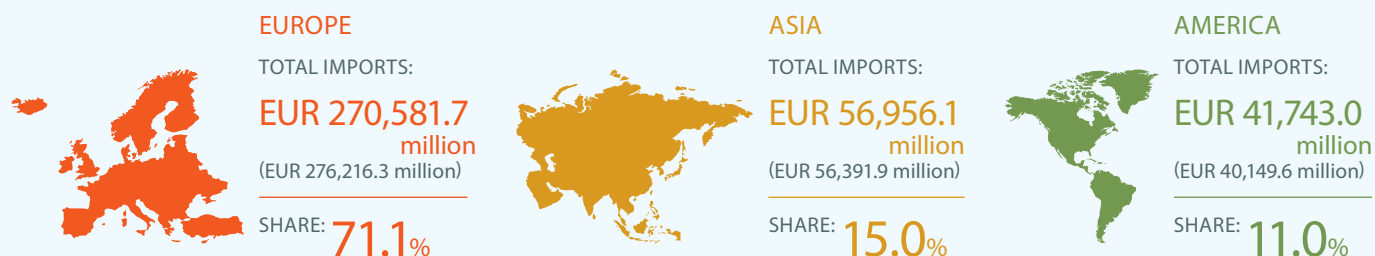 EUROPE
TOTAL IMPORTS:
EUR 270,581.7
million
(EUR 276,216.3 million)
SHARE: 71.1%
ASIA
TOTAL IMPORTS:
EUR 56,956.1
million
(EUR 56,391.9 million)
SHARE: 15.0%
AMERICA
TOTAL IMPORTS:
EUR 41,743.0
million
(EUR 40,149.6 million)
SHARE: 11.0%